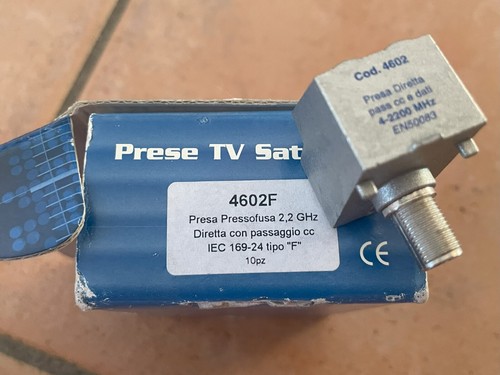 Cod. 4602
Presa Diretta
pasa cc e dati
4-2200 MHz
EN50083
Prese TV Sat
4602F
Presa Pressofusa 2,2 GHz
Diretta con passaggio cc
IEC 169-24 tipo "F"
10pz
CE